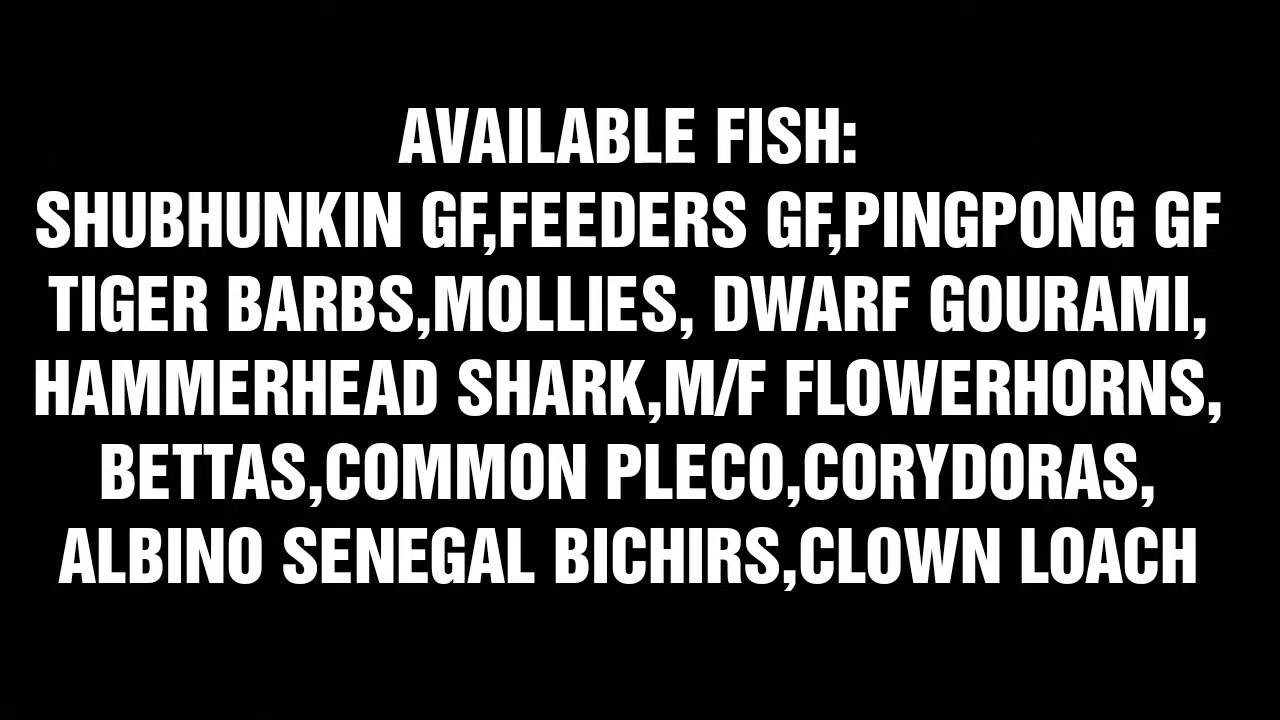 AVAILABLE FISH:
SHUBHUNKIN GF,FEEDERS GF,PINGPONG GF
TIGER BARBS,MOLLIES, DWARF GOURAMI,
HAMMERHEAD SHARK,M/F FLOWERHORNS,
BETTAS,COMMON PLECO,CORYDORAS,
ALBINO SENEGAL BICHIRS,CLOWN LOACH